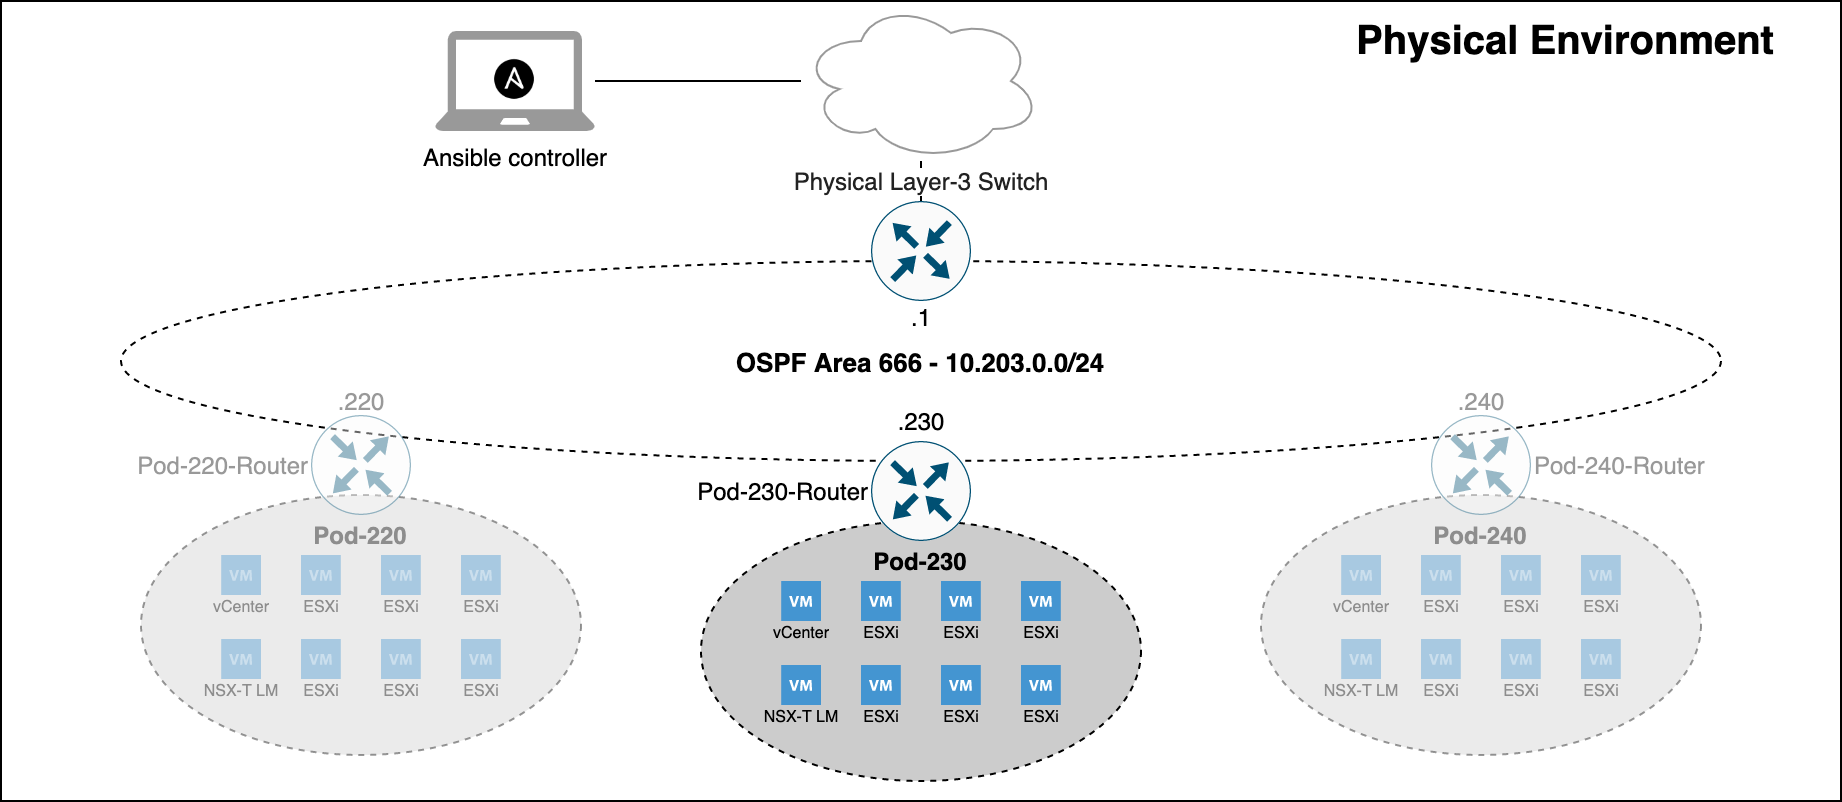 Physical Environment
Ansible controller
Physical Layer-3 Switch
.1
OSPF Area 666 - 10.203.0.0/24
.220
.230
.240
Pod-220-Router
Pod-230-Router
Pod-240-Router
Pod-220
VM VM VM VM
vCenter ESXi ESXi ESXi
VM VM VM VM
NSX-T LM ESXi ESXi ESXi
Pod-230
VM VM VM VM
vCenter ESXi ESXi ESXi
VM VM VM VM
NSX-T LM ESXi ESXi ESXi
Pod-240
VM VM VM VM
vCenter ESXi ESXi ESXi
VM VM VM VM
NSX-T LM ESXi ESXi ESXi